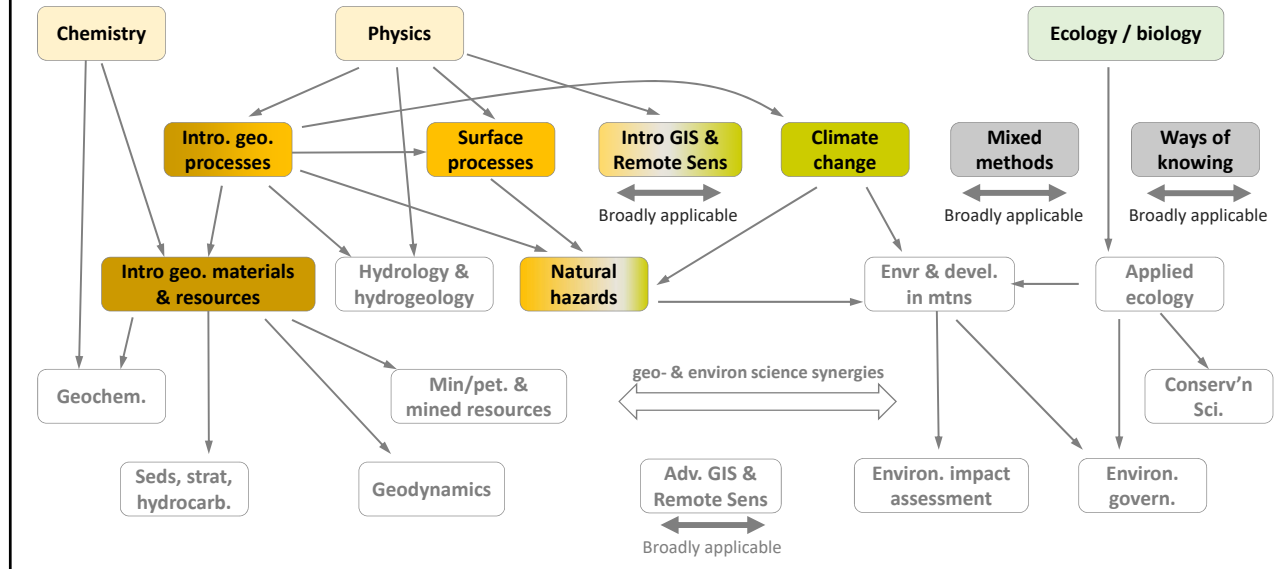 Chemistry
Physics
Ecology / biology
Intro. geo.
processes
Surface
processes
Intro GIS &
Remote Sens
Climate
change
Mixed
methods
Ways of
knowing
Broadly applicable
Broadly applicable
Broadly applicable
Intro geo. materials
& resources
Hydrology &
hydrogeology
Natural
hazards
Envr & devel.
in mtns
Applied
ecology
Geochem.
Min/pet. &
mined resources
geo- & environ science synergies
Conserv'n
Sci.
Seds, strat,
hydrocarb.
Geodynamics
Adv. GIS &
Remote Sens
Environ. impact
assessment
Environ.
govern.
Broadly applicable